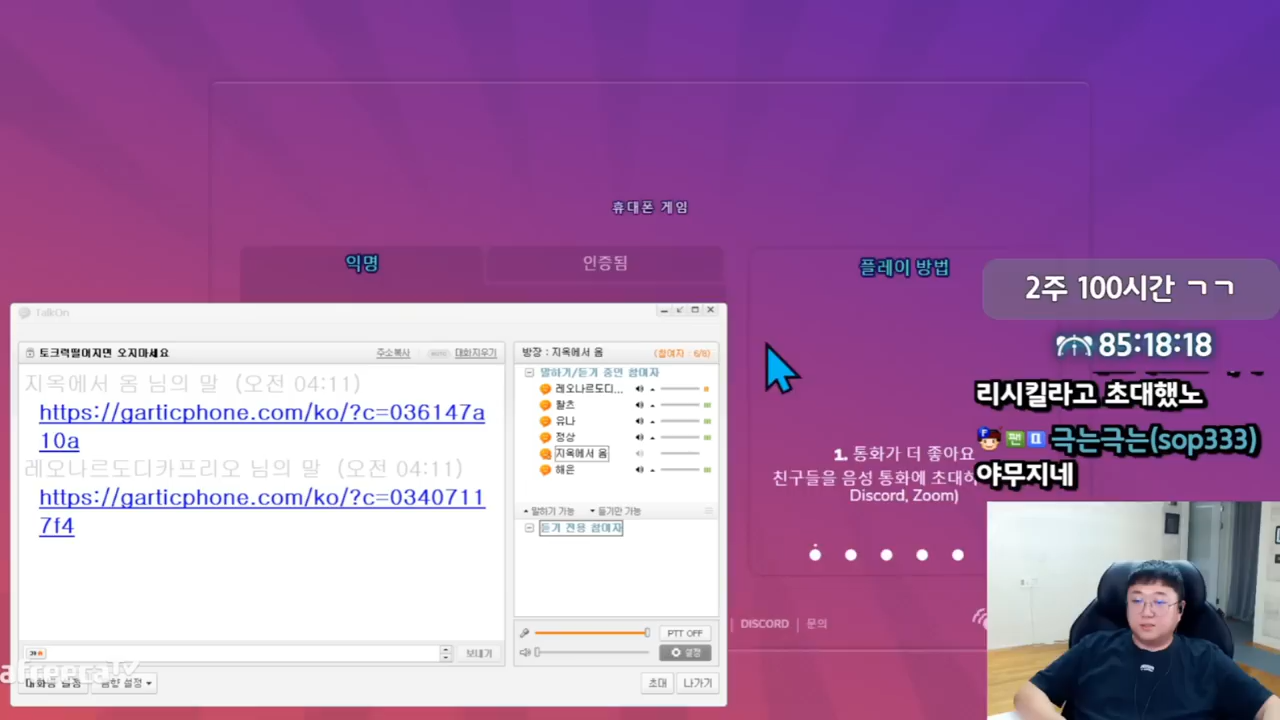 휴대폰 게임
익명
인증됨
플레이 방법
2주 100시간 ㄱㄱ
85:18:18
리시킬라고 초대했노
팬
극는극는(sop333)
야무지네
1. 통화가 더 좋아요
친구들을 음성 통화에 초대하
Discord, Zoom)
DISCORD
문의
TalkOn
토크력떨어지면 오지마세요
주소복사
대화지우기
지옥에서 옴 님의 말 (오전 04:11)
https://garticphone.com/ko/?c=036147a
10a
레오나르도디카프리오 님의 말 (오전 04:11)
https://garticphone.com/ko/?c=0340711
7f4
보내기
방장 : 지옥에서 옴
(참여자 : 6/8)
말하기/듣기 중인 참여자
레오나르도디...
왈츠
유나
정상
지옥에서 옴
해은
말하기 가능
듣기만 가능
듣기 전용 참여자
PTT OFF
설정
음향 설정
초대
나가기
afreecaTV